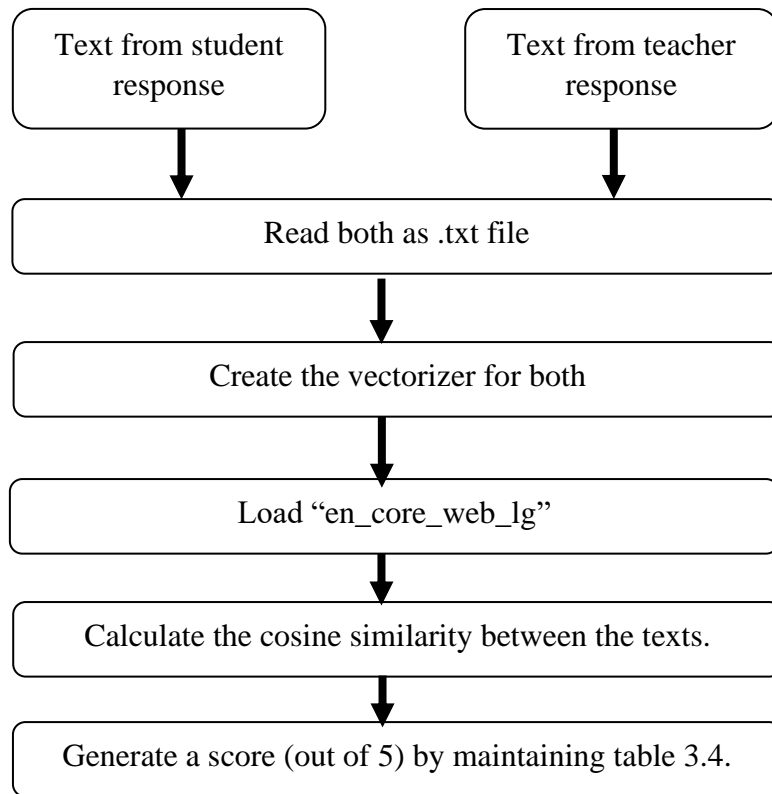 Text from student
response
Text from teacher
response
Read both as .txt file
Create the vectorizer for both
Load “en_core_web_lg”
Calculate the cosine similarity between the texts.
Generate a score (out of 5) by maintaining table 3.4.